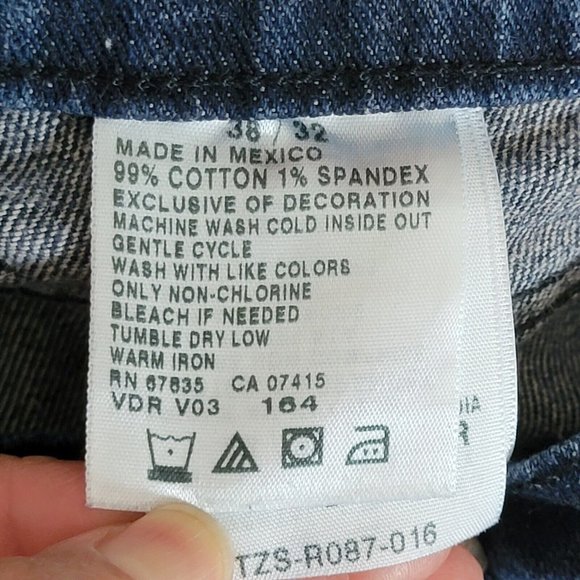 38 / 32
MADE IN MEXICO
99% COTTON 1% SPANDEX
EXCLUSIVE OF DECORATION
MACHINE WASH COLD INSIDE OUT
GENTLE CYCLE
WASH WITH LIKE COLORS
ONLY NON-CHLORINE
BLEACH IF NEEDED
TUMBLE DRY LOW
WARM IRON
RN 67835 CA 07415
VDR V03 164
TZS-R087-016